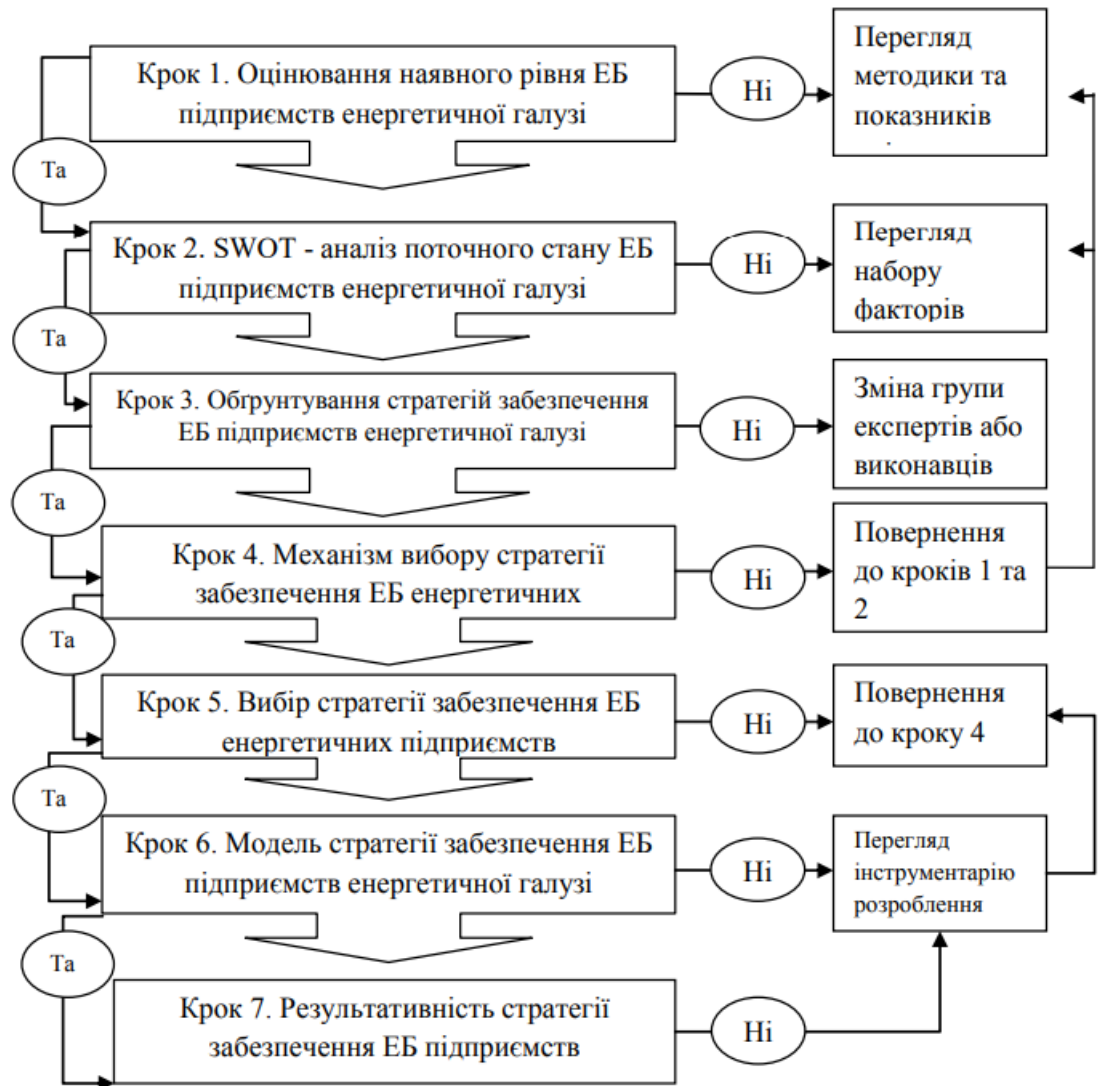 Крок 1. Оцінювання наявного рівня ЕБ
підприємств енергетичної галузі
Ні
Перегляд
методики та
показників
Та
Крок 2. SWOT - аналіз поточного стану ЕБ
підприємств енергетичної галузі
Ні
Перегляд
набору
факторів
Та
Крок 3. Обґрунтування стратегій забезпечення
ЕБ підприємств енергетичної галузі
Ні
Зміна групи
експертів або
виконавців
Та
Крок 4. Механізм вибору стратегії
забезпечення ЕБ енергетичних
Ні
Повернення
до кроків 1 та
2
Та
Крок 5. Вибір стратегії забезпечення ЕБ
енергетичних підприємств
Ні
Повернення
до кроку 4
Та
Крок 6. Модель стратегії забезпечення ЕБ
підприємств енергетичної галузі
Ні
Перегляд
інструментарію
розроблення
Та
Крок 7. Результативність стратегії
забезпечення ЕБ підприємств
Ні